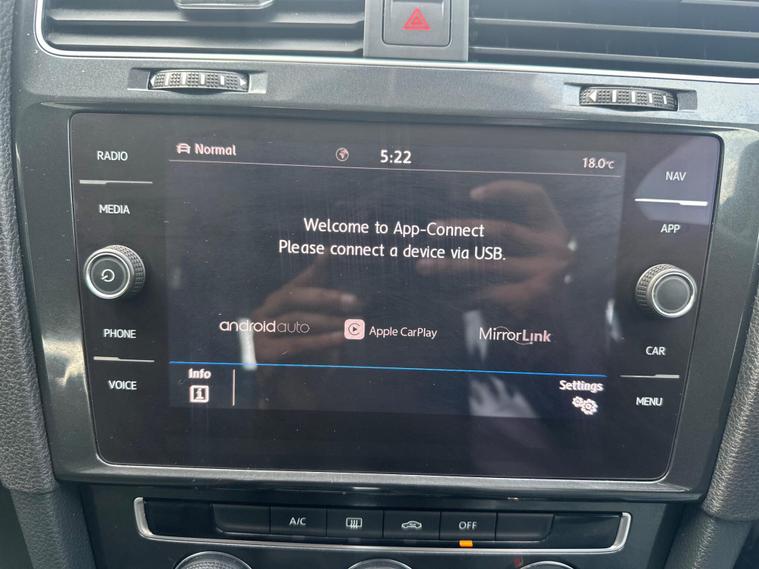 RADIO
MEDIA
PHONE
VOICE
Normal
5:22
18.0°C
Welcome to App-Connect
Please connect a device via USB.
androidauto
Apple CarPlay
MirrorLink
Info
i
Settings
NAV
APP
CAR
MENU
A/C
OFF